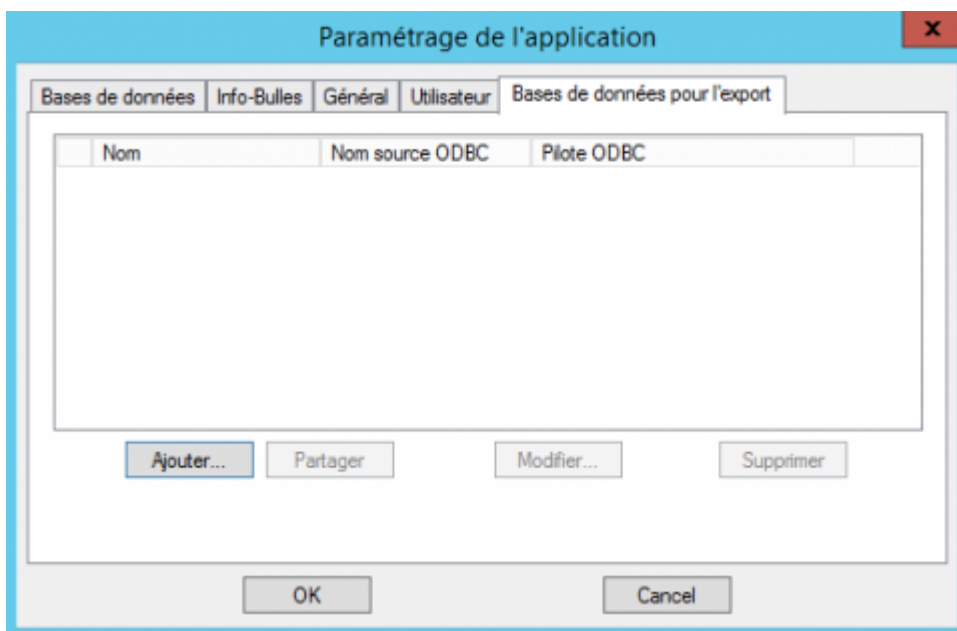 Paramétrage de l'application
x
Bases de données Info-Bulles Général Utilisateur Bases de données pour l'export
Nom Nom source ODBC Pilote ODBC
Ajouter... Partager Modifier... Supprimer
OK Cancel